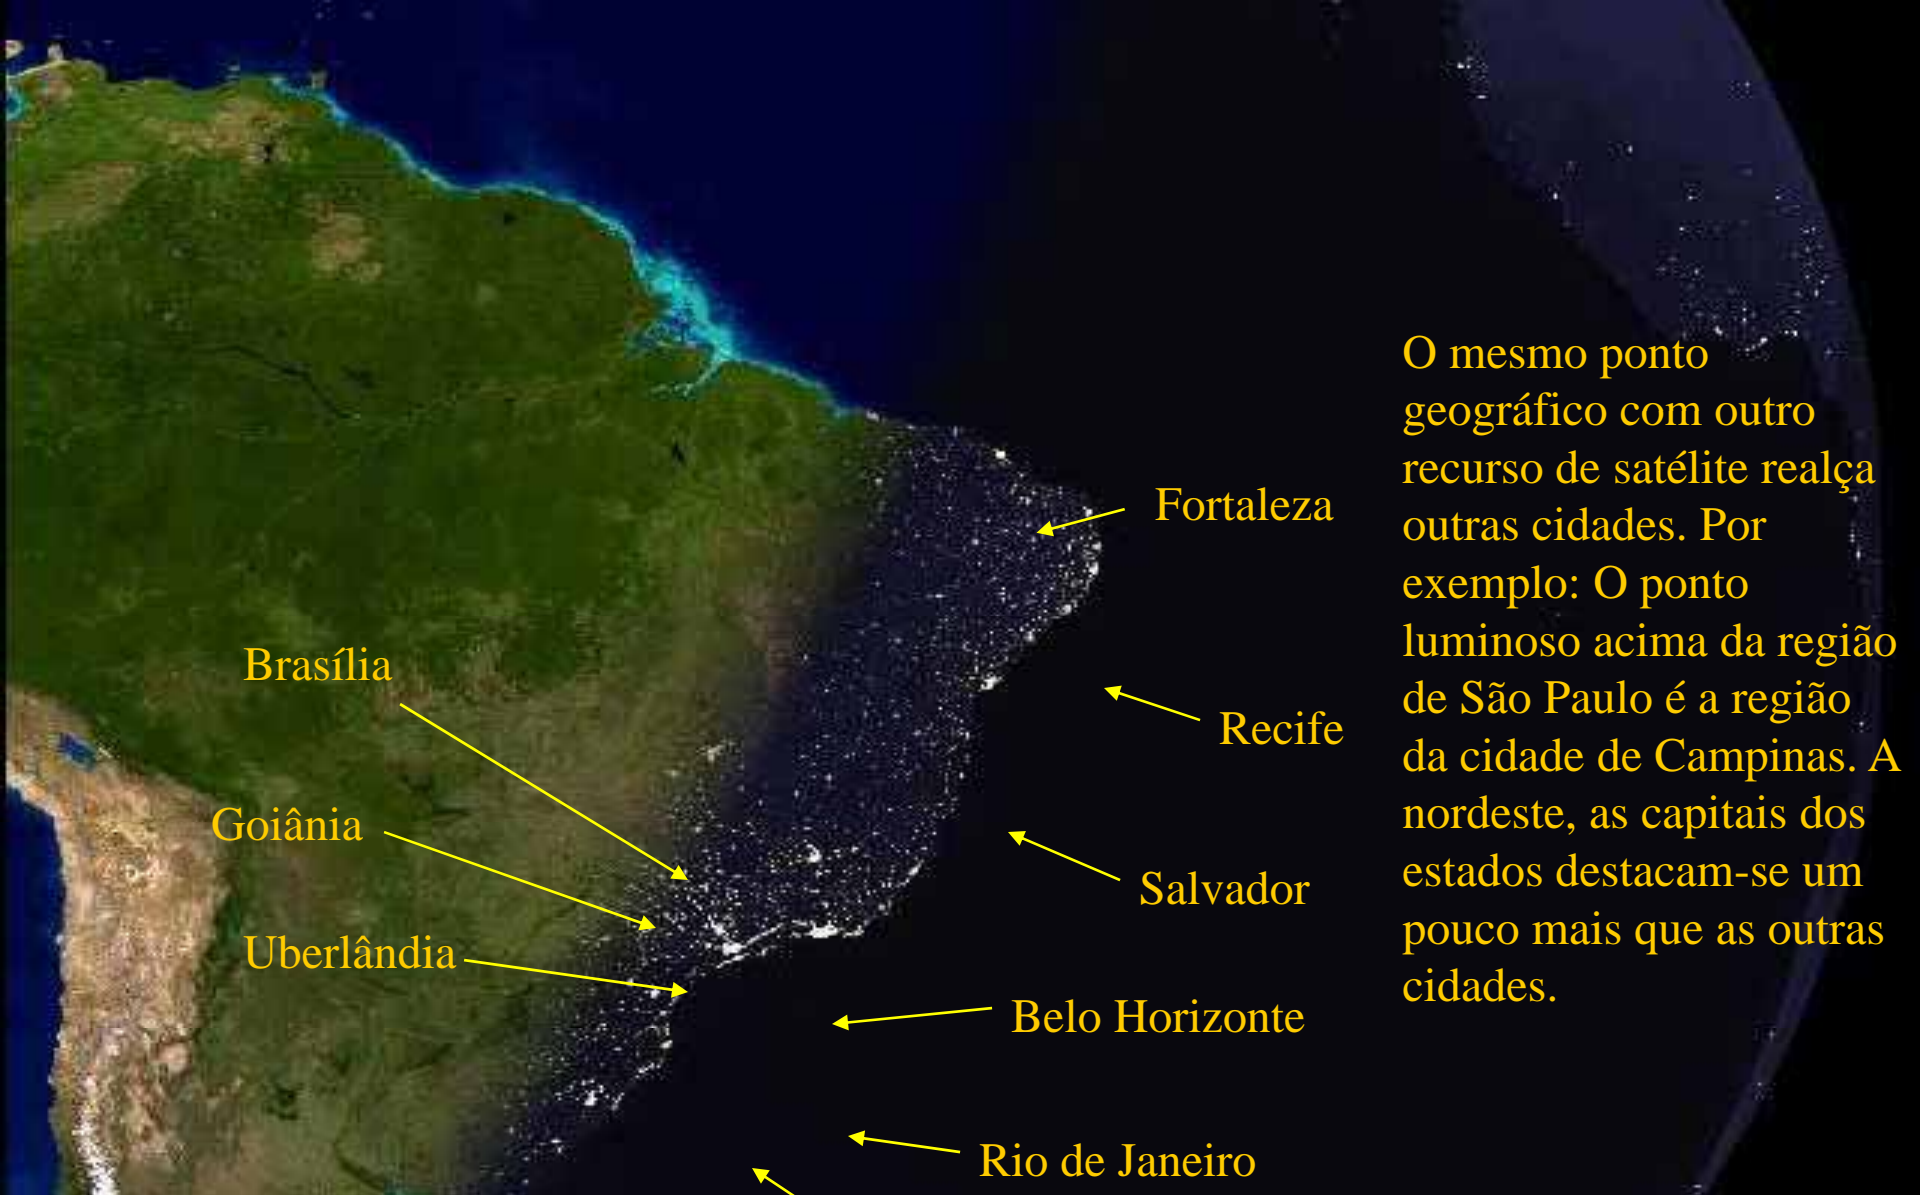 O mesmo ponto
geográfico com outro
recurso de satélite realça
outras cidades. Por
exemplo: O ponto
luminoso acima da região
de São Paulo é a região
da cidade de Campinas. A
nordeste, as capitais dos
estados destacam-se um
pouco mais que as outras
cidades.
Fortaleza
Brasília
Recife
Goiânia
Salvador
Uberlândia
Belo Horizonte
Rio de Janeiro